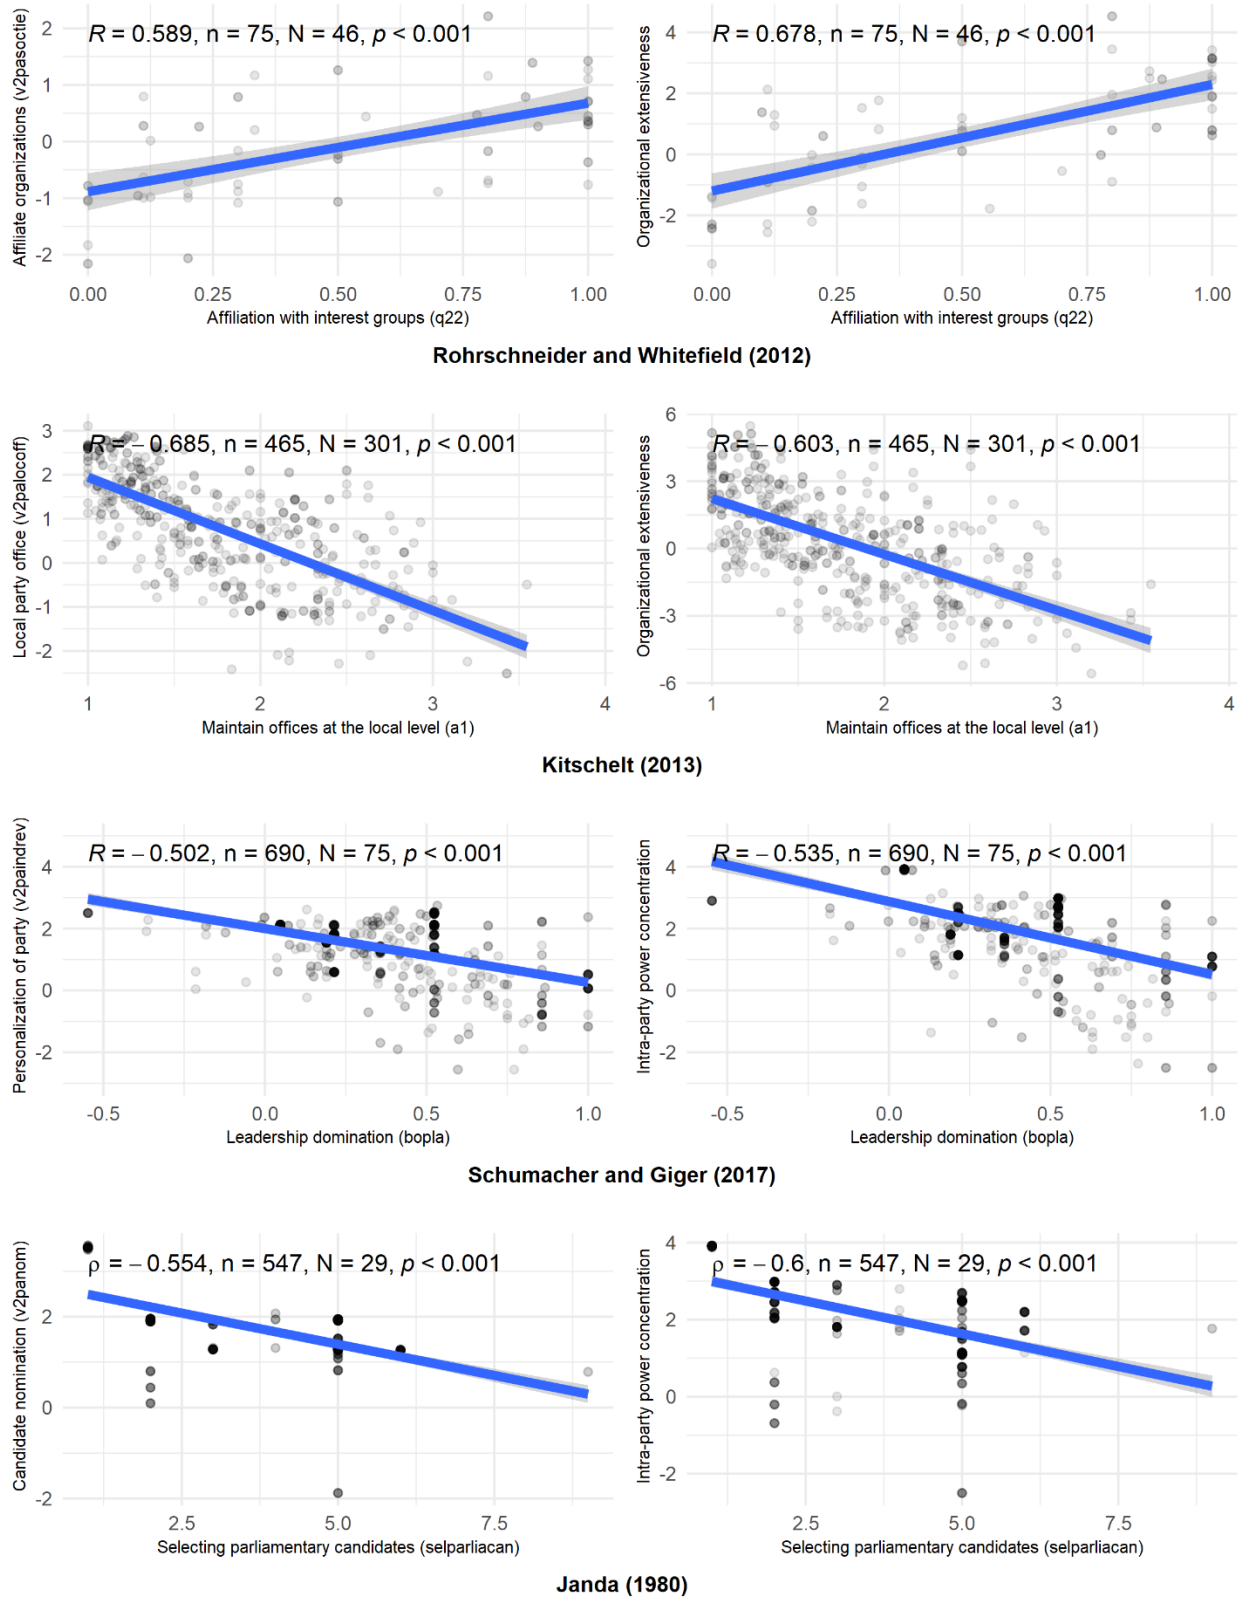 R = 0.589, n = 75, N = 46, p < 0.001
Affiliate organizations (v2pasoctie)
2
1
0
-1
-2
0.00 0.25 0.50 0.75 1.00
Affiliation with interest groups (q22)
R = 0.678, n = 75, N = 46, p < 0.001
Organizational extensiveness
4
2
0
-2
0.00 0.25 0.50 0.75 1.00
Affiliation with interest groups (q22)
Rohrschneider and Whitefield (2012)
R = − 0.685, n = 465, N = 301, p < 0.001
Local party office (v2palocoff)
3
2
1
0
-1
-2
1 2 3 4
Maintain offices at the local level (a1)
R = − 0.603, n = 465, N = 301, p < 0.001
Organizational extensiveness
6
3
0
-3
-6
1 2 3 4
Maintain offices at the local level (a1)
Kitschelt (2013)
R = − 0.502, n = 690, N = 75, p < 0.001
Personalization of party (v2paindrev)
4
2
0
-2
-0.5 0.0 0.5 1.0
Leadership domination (bopla)
R = − 0.535, n = 690, N = 75, p < 0.001
Intra-party power concentration
4
2
0
-2
-0.5 0.0 0.5 1.0
Leadership domination (bopla)
Schumacher and Giger (2017)
ρ = − 0.554, n = 547, N = 29, p < 0.001
Candidate nomination (v2panom)
2
0
-2
2.5 5.0 7.5
Selecting parliamentary candidates (selparliacan)
ρ = − 0.6, n = 547, N = 29, p < 0.001
Intra-party power concentration
4
2
0
-2
2.5 5.0 7.5
Selecting parliamentary candidates (selparliacan)
Janda (1980)